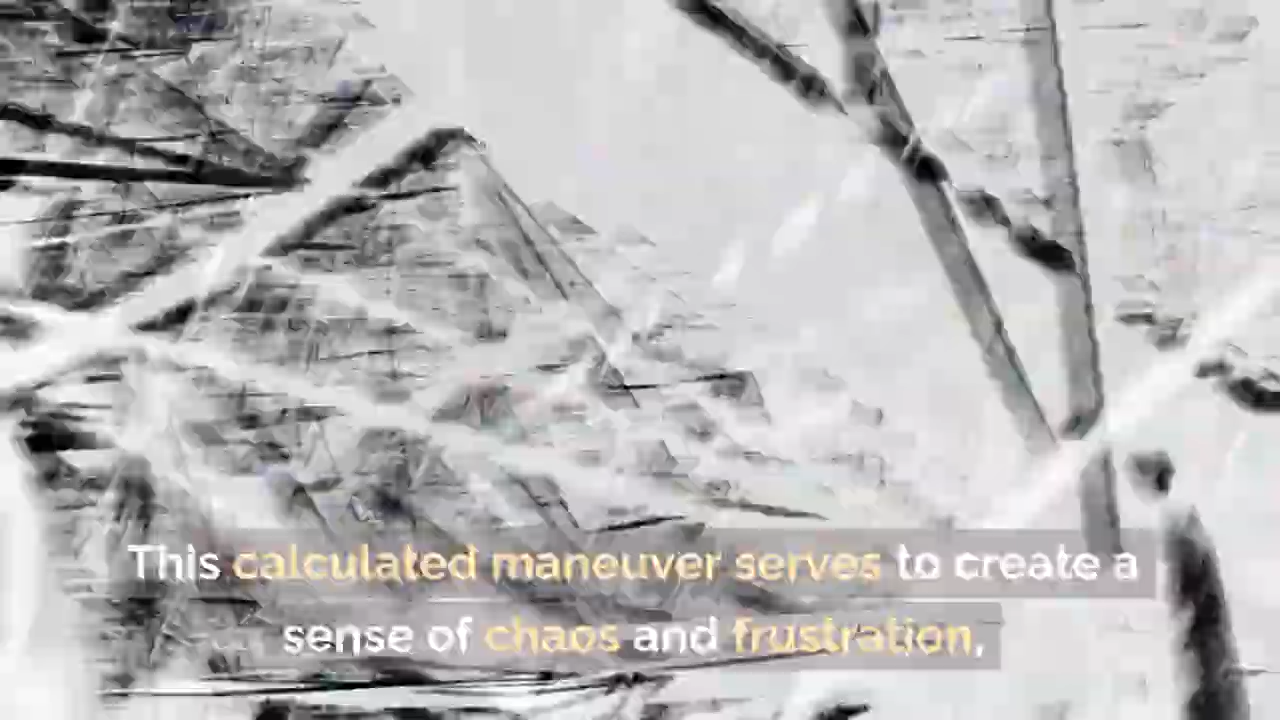 This calculated maneuver serves to create a
sense of chaos and frustration,